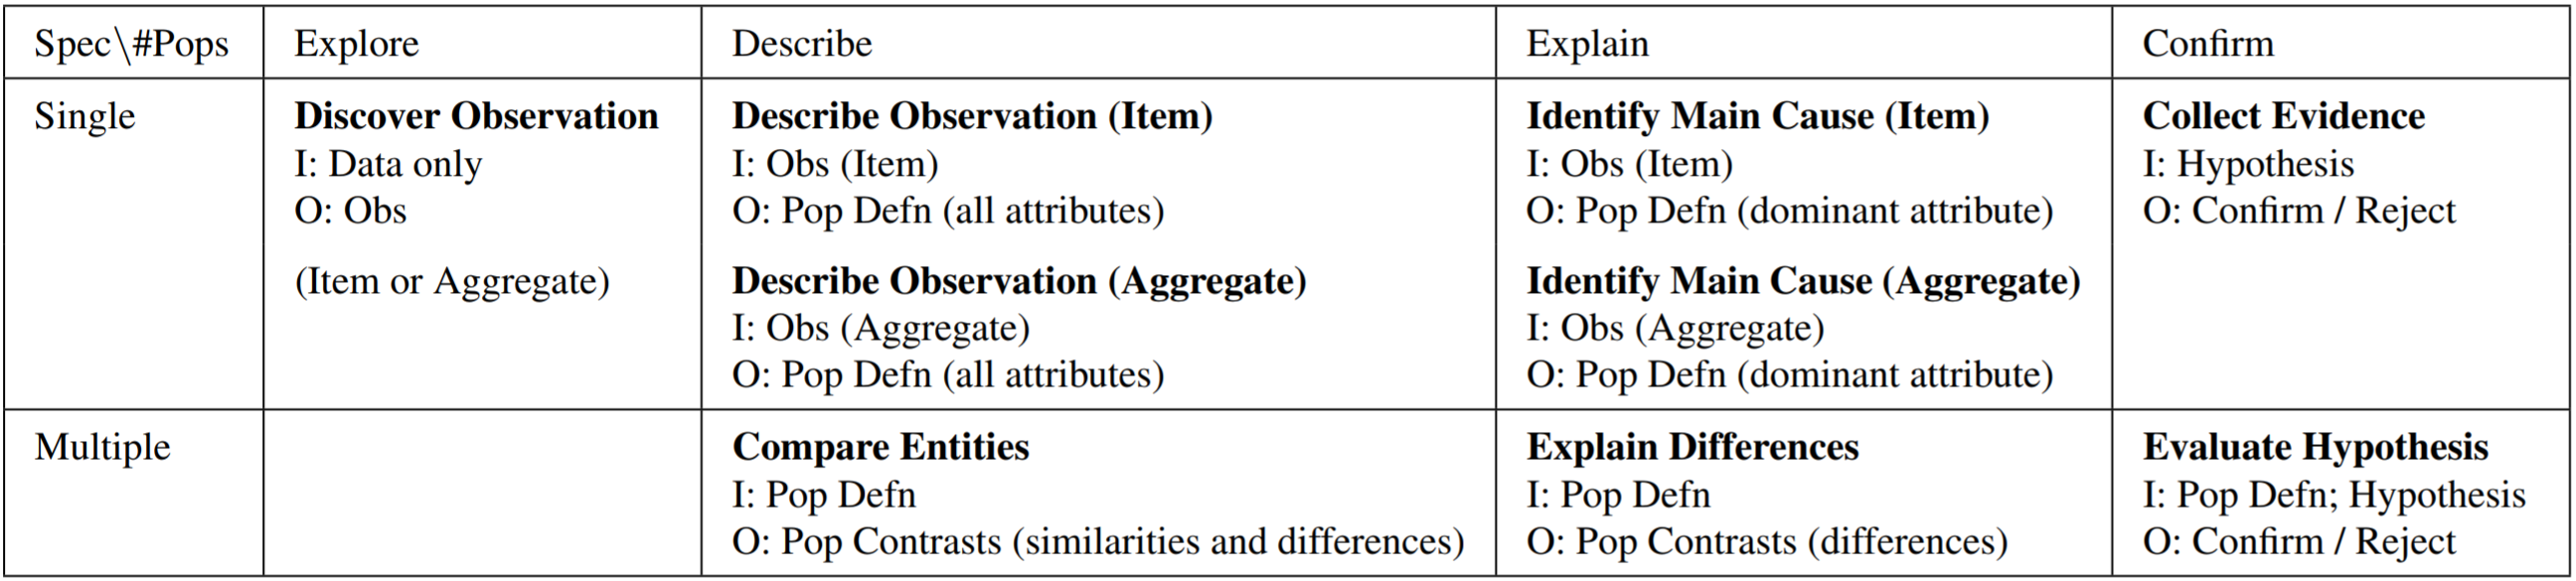 Spec\#Pops Explore Describe Explain Confirm
Single Discover Observation Describe Observation (Item) Identify Main Cause (Item) Collect Evidence
I: Data only I: Obs (Item) I: Obs (Item) I: Hypothesis
O: Obs O: Pop Defn (all attributes) O: Pop Defn (dominant attribute) O: Confirm / Reject
(Item or Aggregate) Describe Observation (Aggregate) Identify Main Cause (Aggregate)
I: Obs (Aggregate) I: Obs (Aggregate)
O: Pop Defn (all attributes) O: Pop Defn (dominant attribute)
Multiple Compare Entities Explain Differences Evaluate Hypothesis
I: Pop Defn I: Pop Defn I: Pop Defn; Hypothesis
O: Pop Contrasts (similarities and differences) O: Pop Contrasts (differences) O: Confirm / Reject